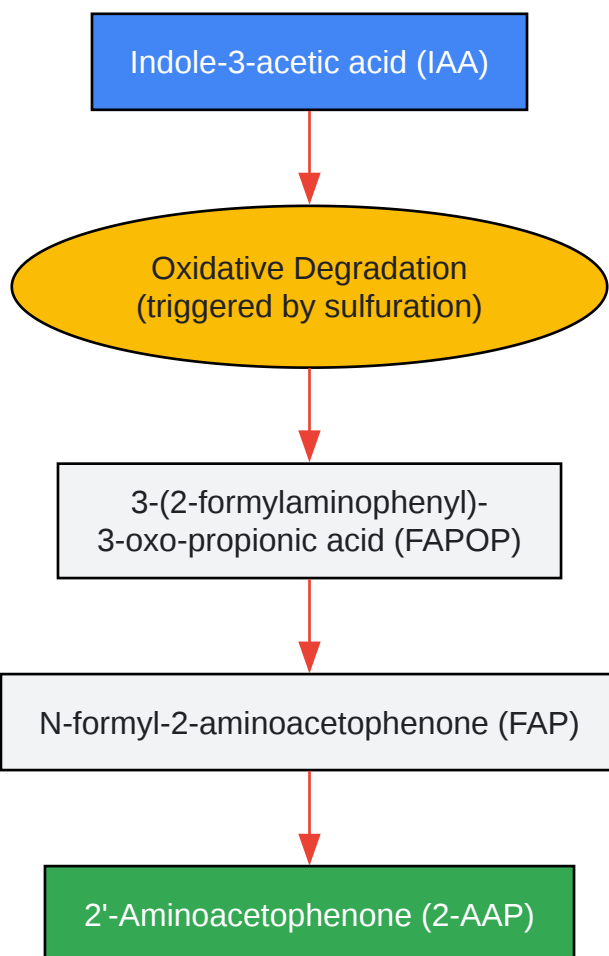 Indole-3-acetic acid (IAA)
Oxidative Degradation
(triggered by sulfuration)
3-(2-formylaminophenyl)-
3-oxo-propionic acid (FAPOP)
N-formyl-2-aminoacetophenone (FAP)
2'-Aminoacetophenone (2-AAP)